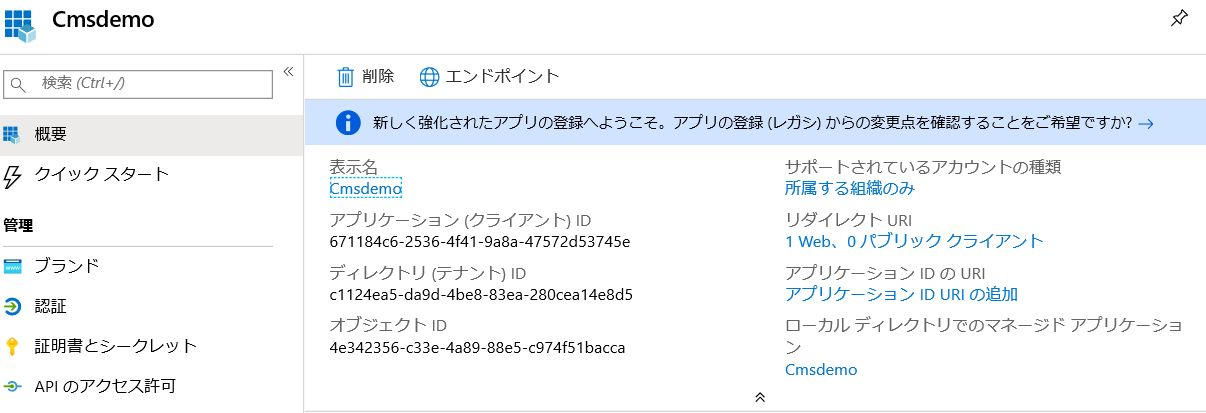 Cmsdemo
検索 (Ctrl+/)
概要
クイック スタート
管理
ブランド
認証
証明書とシークレット
API のアクセス許可
削除
エンドポイント
新しく強化されたアプリの登録へようこそ。アプリの登録 (レガシ) からの変更点を確認することをご希望ですか? →
表示名
Cmsdemo
アプリケーション (クライアント) ID
671184c6-2536-4f41-9a8a-47572d53745e
ディレクトリ (テナント) ID
c1124ea5-da9d-4be8-83ea-280cea14e8d5
オブジェクト ID
4e342356-c33e-4a89-88e5-c974f51bacca
サポートされているアカウントの種類
所属する組織のみ
リダイレクト URI
1 Web、0 パブリック クライアント
アプリケーション ID の URI
アプリケーション ID URI の追加
ローカル ディレクトリでのマネージド アプリケーショ
ン
Cmsdemo